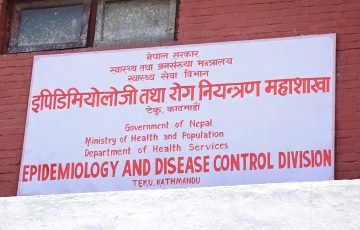 नेपाल सरकार
स्वास्थ्य तथा जनसंख्या मन्त्रालय
स्वास्थ्य सेवा विभाग
इपिडिमियोलोजी तथा रोग नियन्त्रण महाशाखा
टेकु, काठमाडौं
Government of Nepal
Ministry of Health and Population
Department of Health Services
EPIDEMIOLOGY AND DISEASE CONTROL DIVISION
TEKU, KATHMANDU